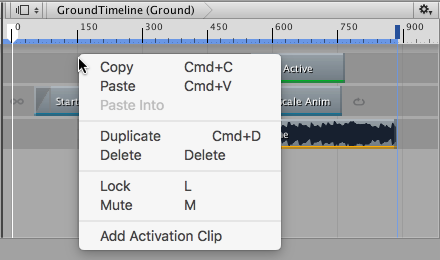 GroundTimeline (Ground)
0 150 300 450 600 750 900
Active
Copy Cmd+C
Paste Cmd+V
Start
cale Anim
Paste Into
Duplicate Cmd+D
Delete Delete
Lock L
Mute M
Add Activation Clip